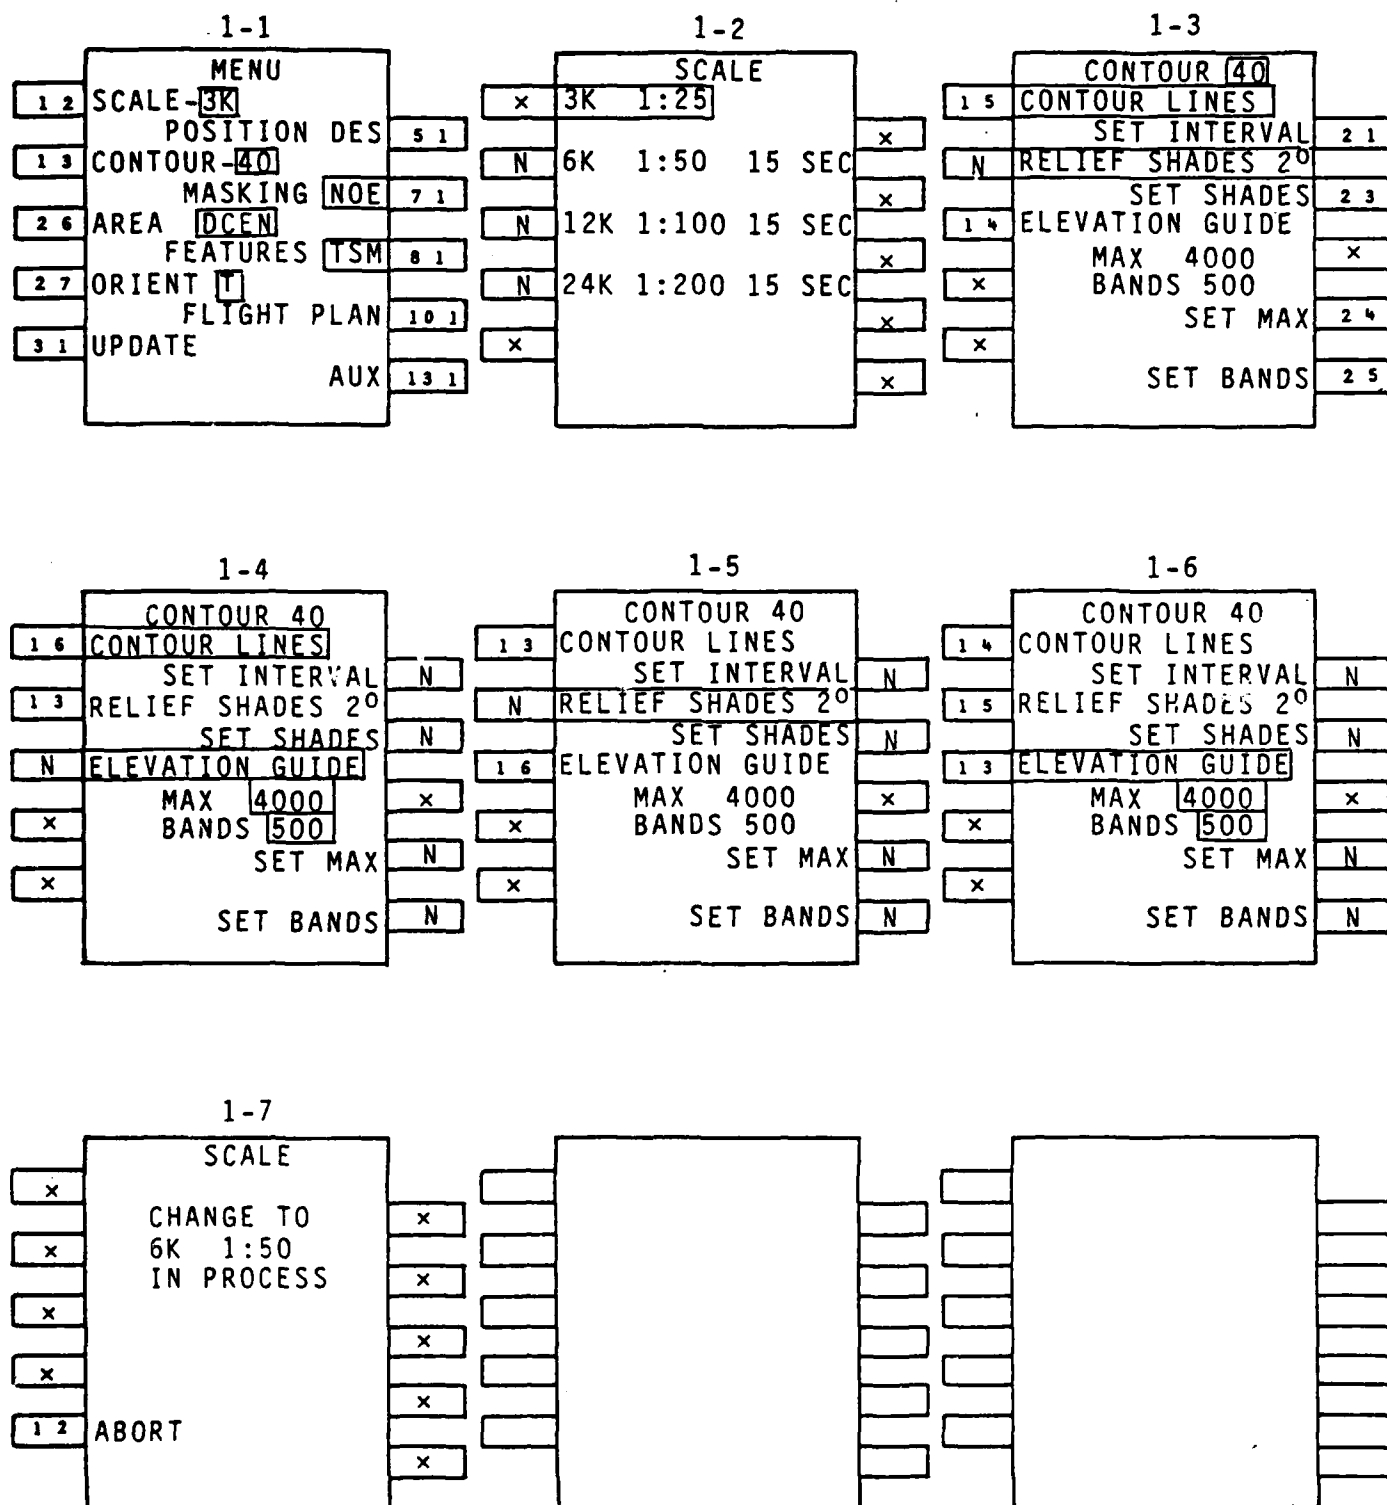 1-1
MENU
1 2 SCALE-3K
POSITION DES 5 1
1 3 CONTOUR-40
MASKING NOE 7 1
2 6 AREA DCEN
FEATURES TSM 8 1
2 7 ORIENT T
FLIGHT PLAN 10 1
3 1 UPDATE
AUX 13 1
1-2
SCALE
x 3K 1:25
x
N 6K 1:50 15 SEC
x
N 12K 1:100 15 SEC
x
N 24K 1:200 15 SEC
x
x
x
1-3
CONTOUR 40
1 5 CONTOUR LINES
SET INTERVAL 2 1
N RELIEF SHADES 2º
SET SHADES 2 3
1 4 ELEVATION GUIDE
MAX 4000 x
x BANDS 500
SET MAX 2 4
x
SET BANDS 2 5
1-4
CONTOUR 40
1 6 CONTOUR LINES
SET INTERVAL N
1 3 RELIEF SHADES 2º
SET SHADES N
N ELEVATION GUIDE
MAX 4000 x
x BANDS 500
SET MAX N
x
SET BANDS N
1-5
CONTOUR 40
1 3 CONTOUR LINES
SET INTERVAL N
N RELIEF SHADES 2º
SET SHADES N
1 6 ELEVATION GUIDE
MAX 4000 x
x BANDS 500
SET MAX N
x
SET BANDS N
1-6
CONTOUR 40
1 4 CONTOUR LINES
SET INTERVAL N
1 5 RELIEF SHADES 2º
SET SHADES N
1 3 ELEVATION GUIDE
MAX 4000 x
x BANDS 500
SET MAX N
x
SET BANDS N
1-7
SCALE
x
CHANGE TO x
x 6K 1:50
IN PROCESS x
x
x
x
x
1 2 ABORT
x